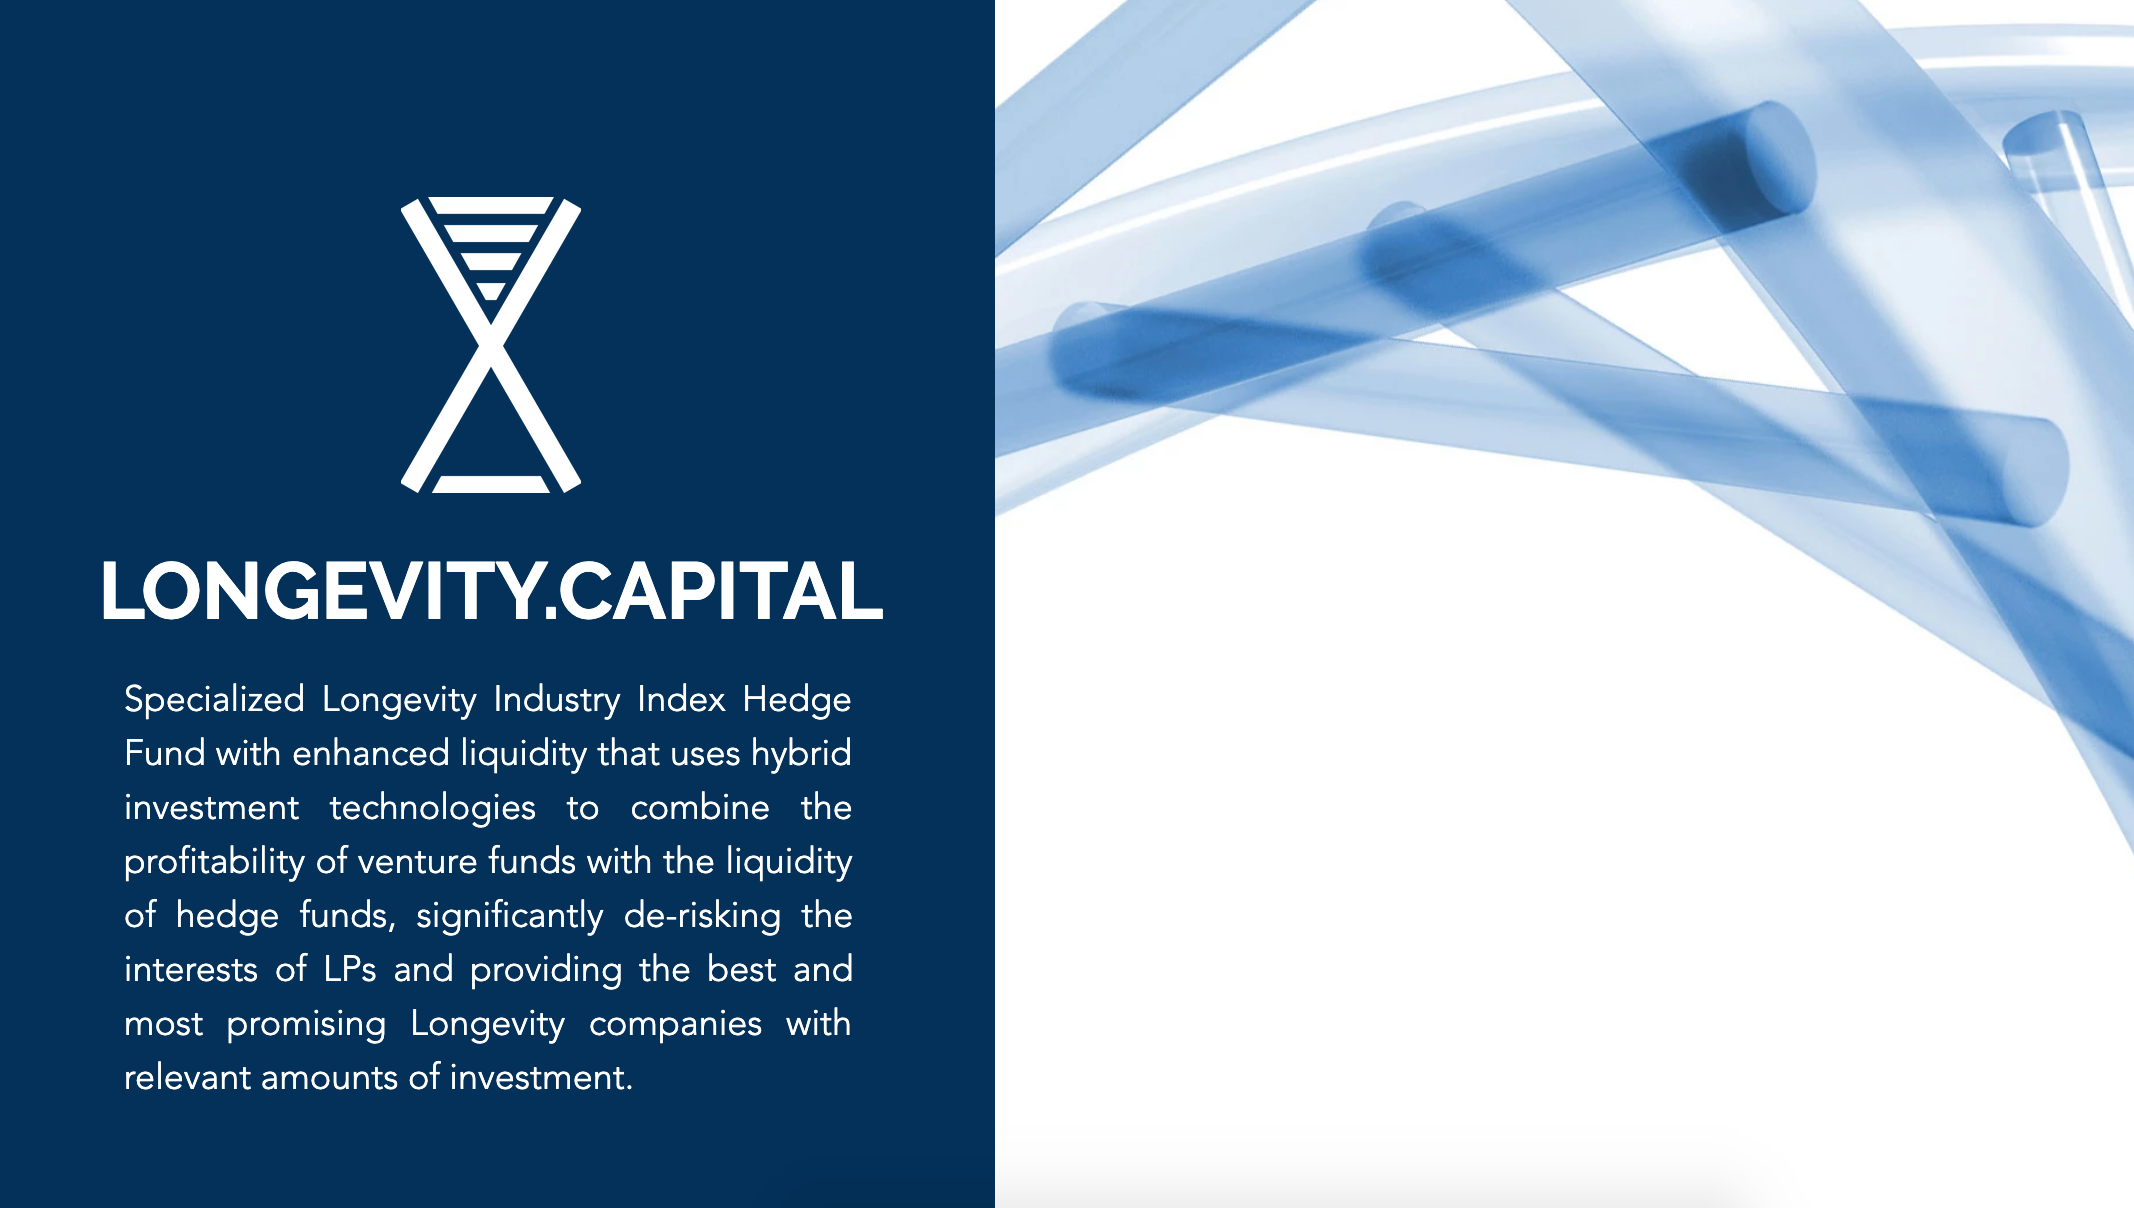 LONGEVITY.CAPITAL
Specialized Longevity Industry Index Hedge
Fund with enhanced liquidity that uses hybrid
investment technologies to combine the
profitability of venture funds with the liquidity
of hedge funds, significantly de-risking the
interests of LPs and providing the best and
most promising Longevity companies with
relevant amounts of investment.